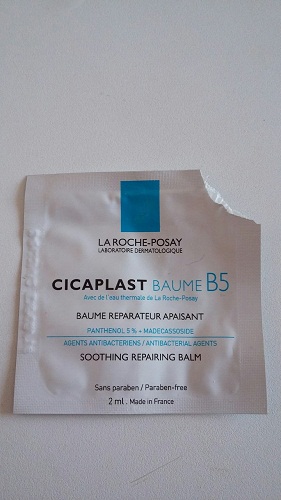 LA ROCHE-POSAY
LABORATOIRE DERMATOLOGIQUE
CICAPLAST BAUME B5
Avec de l'eau thermale de La Roche-Posay
BAUME REPARATEUR APAISANT
PANTHENOL 5 % + MADECASSOSIDE
AGENTS ANTIBACTERIENS / ANTIBACTERIAL AGENTS
SOOTHING REPAIRING BALM
Sans paraben / Paraben-free
2 ml . Made in France